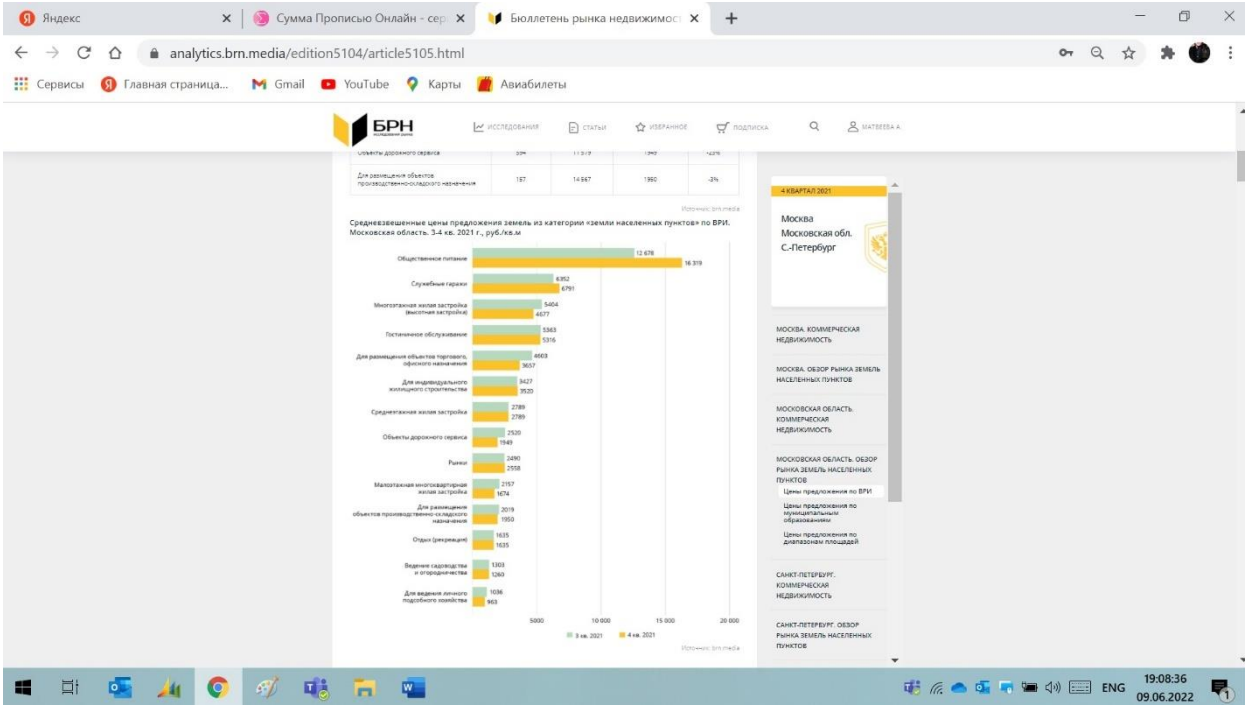 Яндекс
Сумма Прописью Онлайн - сер
Бюллетень рынка недвижимос
analytics.brn.media/edition5104/article5105.html
Сервисы
Главная страница...
Gmail
YouTube
Карты
Авиабилеты
БРН
ИССЛЕДОВАНИЯ
СТАТЬИ
ИЗБРАННОЕ
ПОДПИСКА
МАТВЕЕВА А
Объекты дорожного сервиса 594 11 579 1949 -23%
Для размещения объектов
производственно-складского назначения
187 14 667 1950 -3%
Источник: brn.media
Средневзвешенные цены предложения земель из категории «земли населенных пунктов» по ВРИ.
Московская область. 3-4 кв. 2021 г., руб./кв.м
Общественное питание
12 678
16 319
Служебные гаражи
6352
6791
Многоэтажная жилая застройка
(высотная застройка)
5404
4677
Гостиничное обслуживание
5363
5316
Для размещения объектов торгового,
офисного назначения
4603
3657
Для индивидуального
жилищного строительства
3427
3520
Среднеэтажная жилая застройка
2789
2789
Объекты дорожного сервиса
2520
1949
Рынки
2490
2558
Малоэтажная многоквартирная
жилая застройка
2157
1674
Для размещения
объектов производственно-складского
назначения
2019
1950
Отдых (рекреация)
1635
1635
Ведение садоводства
и огородничества
1303
1260
Для ведения личного
подсобного хозяйства
1036
963
5000 10 000 15 000 20 000
3 кв. 2021 4 кв. 2021
Источник: brn.media
4 КВАРТАЛ 2021
Москва
Московская обл.
С.-Петербург
МОСКВА. КОММЕРЧЕСКАЯ
НЕДВИЖИМОСТЬ
МОСКВА. ОБЗОР РЫНКА ЗЕМЕЛЬ
НАСЕЛЕННЫХ ПУНКТОВ
МОСКОВСКАЯ ОБЛАСТЬ.
КОММЕРЧЕСКАЯ
НЕДВИЖИМОСТЬ
МОСКОВСКАЯ ОБЛАСТЬ. ОБЗОР
РЫНКА ЗЕМЕЛЬ НАСЕЛЕННЫХ
ПУНКТОВ
Цены предложения по ВРИ
Цены предложения по
муниципальным
образованиям
Цены предложения по
диапазонам площадей
САНКТ-ПЕТЕРБУРГ.
КОММЕРЧЕСКАЯ
НЕДВИЖИМОСТЬ
САНКТ-ПЕТЕРБУРГ. ОБЗОР
РЫНКА ЗЕМЕЛЬ НАСЕЛЕННЫХ
ПУНКТОВ
ENG
19:08:36
09.06.2022